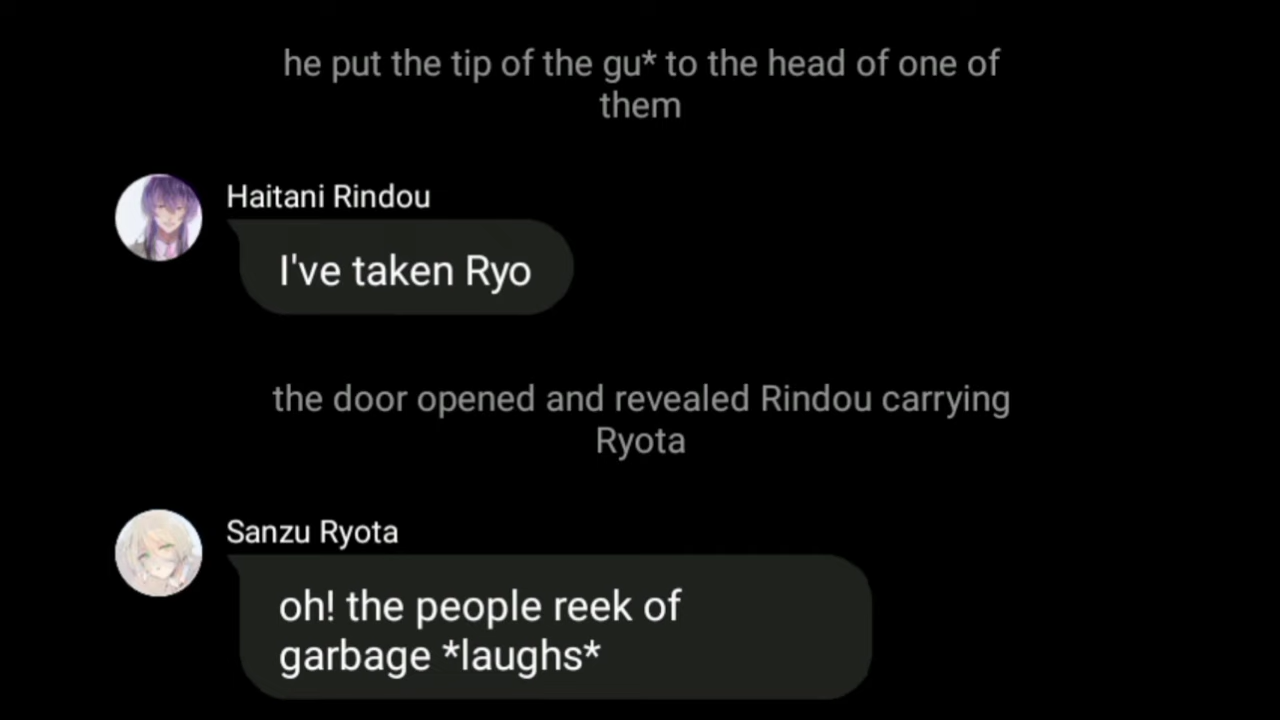 he put the tip of the gu* to the head of one of
them
Haitani Rindou
I've taken Ryo
the door opened and revealed Rindou carrying
Ryota
Sanzu Ryota
oh! the people reek of
garbage *laughs*